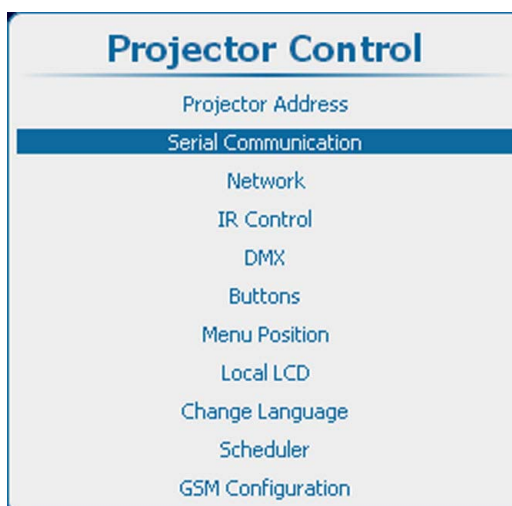 Projector Control
Projector Address
Serial Communication
Network
IR Control
DMX
Buttons
Menu Position
Local LCD
Change Language
Scheduler
GSM Configuration